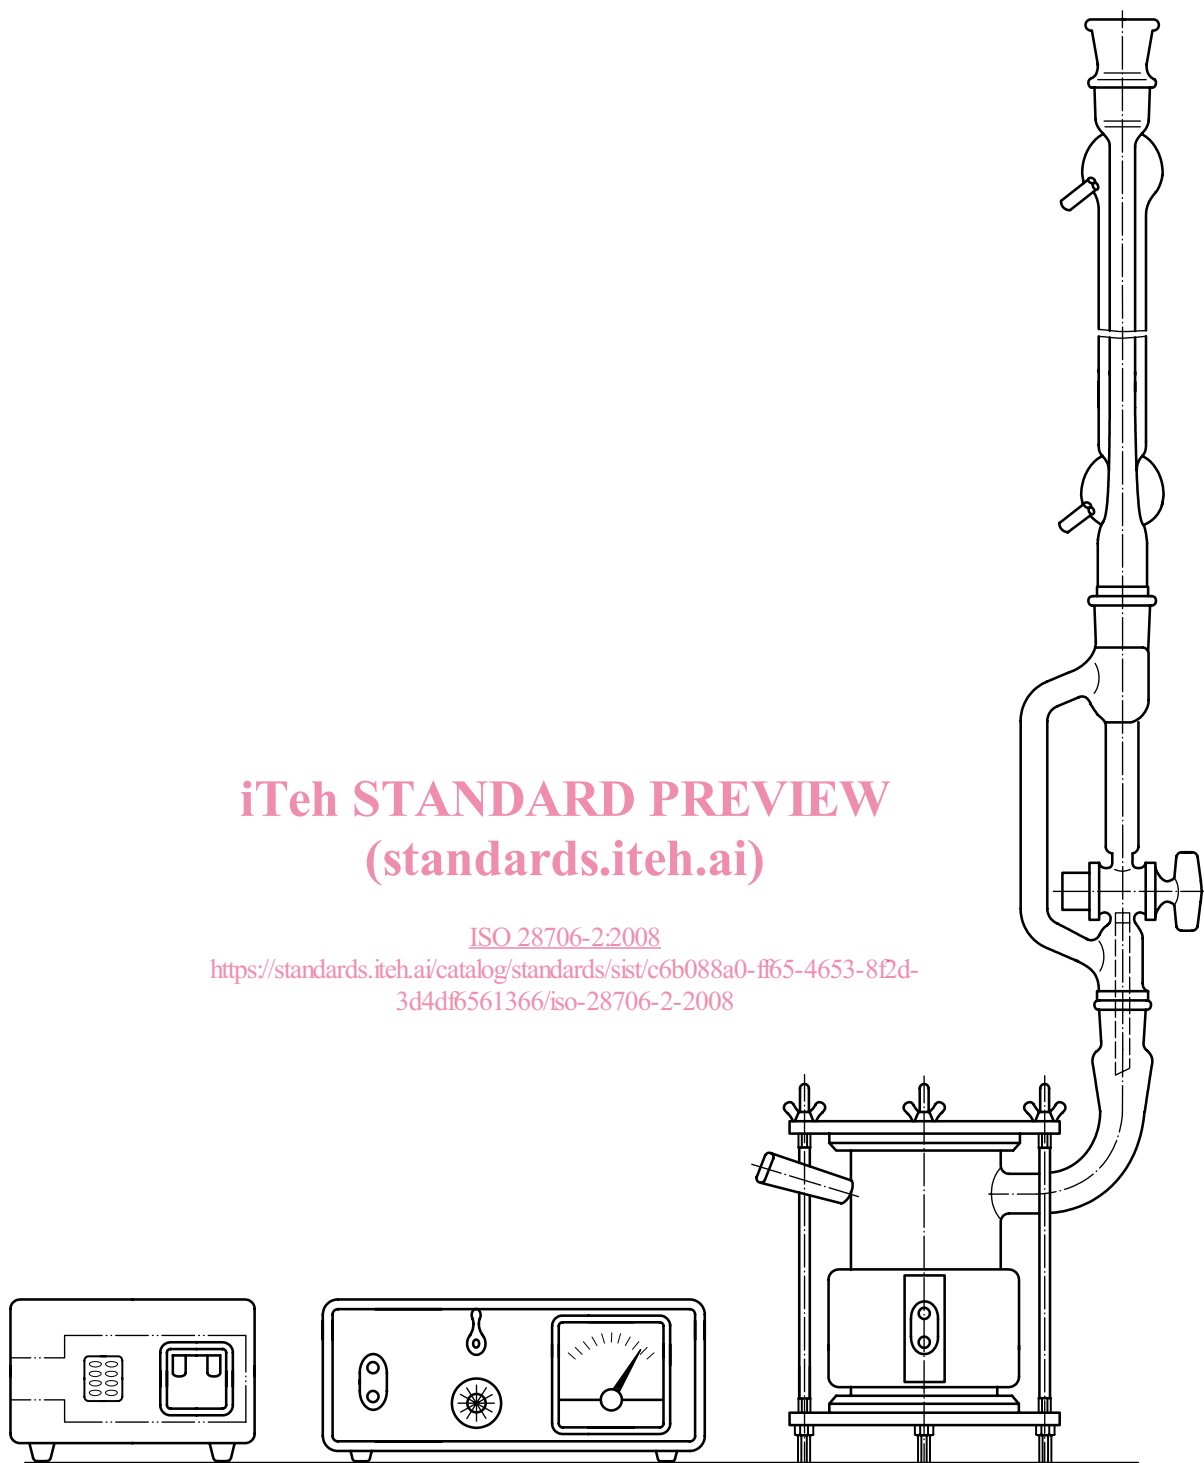 iTeh STANDARD PREVIEW
(standards.iteh.ai)
ISO 28706-2:2008
https://standards.iteh.ai/catalog/standards/sist/c6b088a0-ff65-4653-8f2d-
3d4df6561366/iso-28706-2-2008